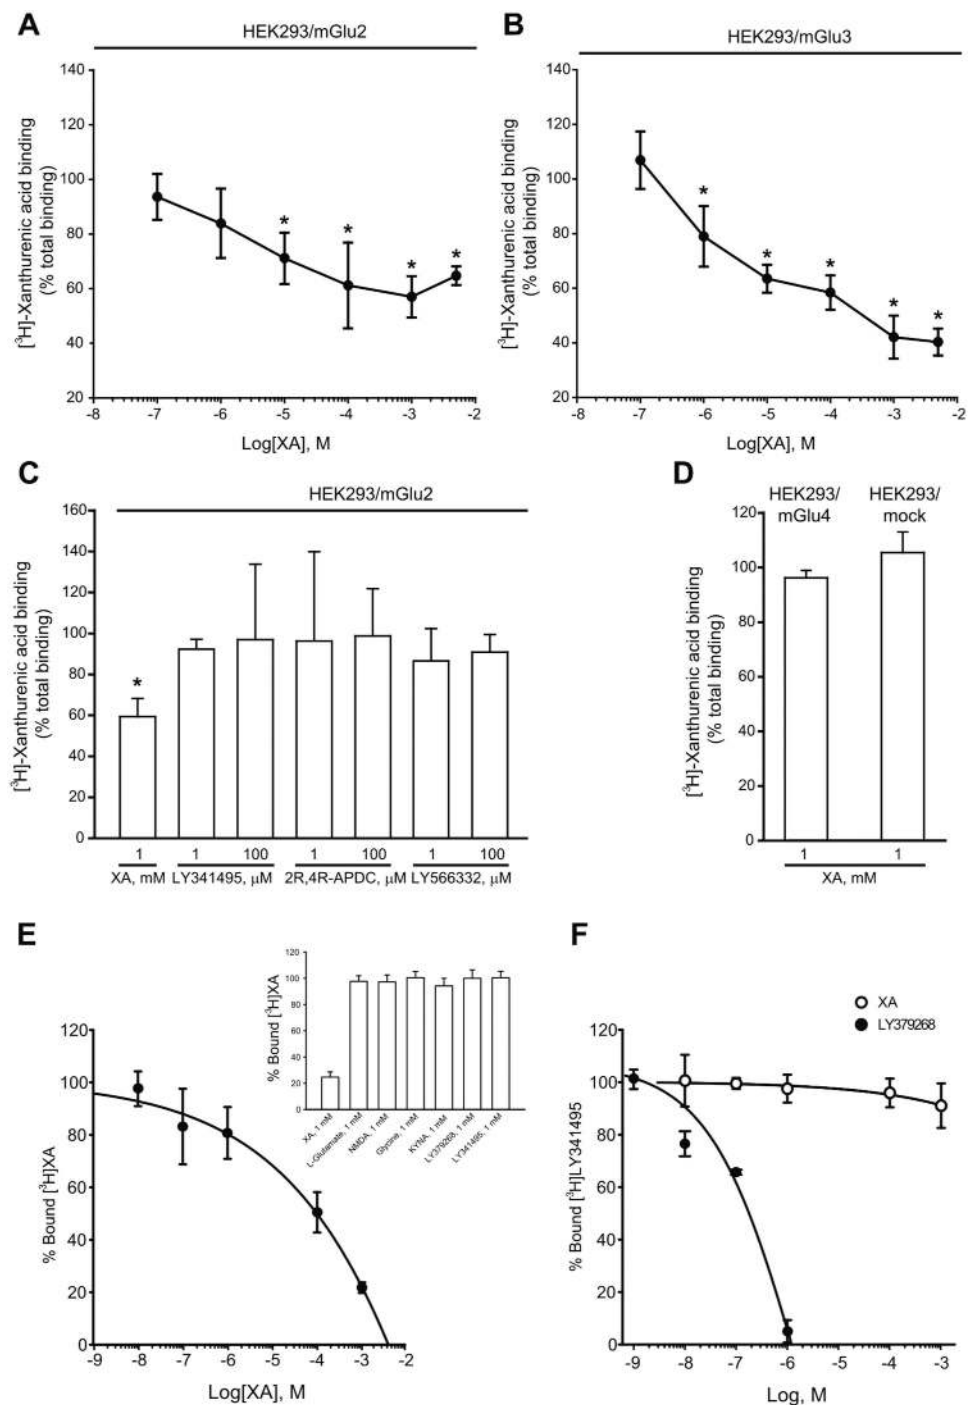 A
HEK293/mGlu2
[³H]-Xanthurenic acid binding
(% total binding)
140
120
100
80
60
40
20
* * * *
-8 -7 -6 -5 -4 -3 -2
Log[XA], M
B
HEK293/mGlu3
[³H]-Xanthurenic acid binding
(% total binding)
140
120
100
80
60
40
20
* * * * *
-8 -7 -6 -5 -4 -3 -2
Log[XA], M
C
HEK293/mGlu2
[³H]-Xanthurenic acid binding
(% total binding)
160
140
120
100
80
60
40
20
0
*
1 1 100 1 100 1 100
XA, mM LY341495, μM 2R,4R-APDC, μM LY566332, μM
D
HEK293/ HEK293/
mGlu4 mock
[³H]-Xanthurenic acid binding
(% total binding)
120
100
80
60
40
20
0
1 1
XA, mM
E
% Bound [³H]XA
120
100
80
60
40
20
0
-9 -8 -7 -6 -5 -4 -3 -2
Log[XA], M
% Bound [³H]XA
120
100
80
60
40
20
0
XA, 1 mM
L-Glutamate, 1 mM
NMDA, 1 mM
Glycine, 1 mM
KYNA, 1 mM
LY379268, 1 mM
LY341495, 1 mM
F
XA
LY379268
% Bound [³H]LY341495
120
100
80
60
40
20
0
-9 -8 -7 -6 -5 -4 -3
Log, M